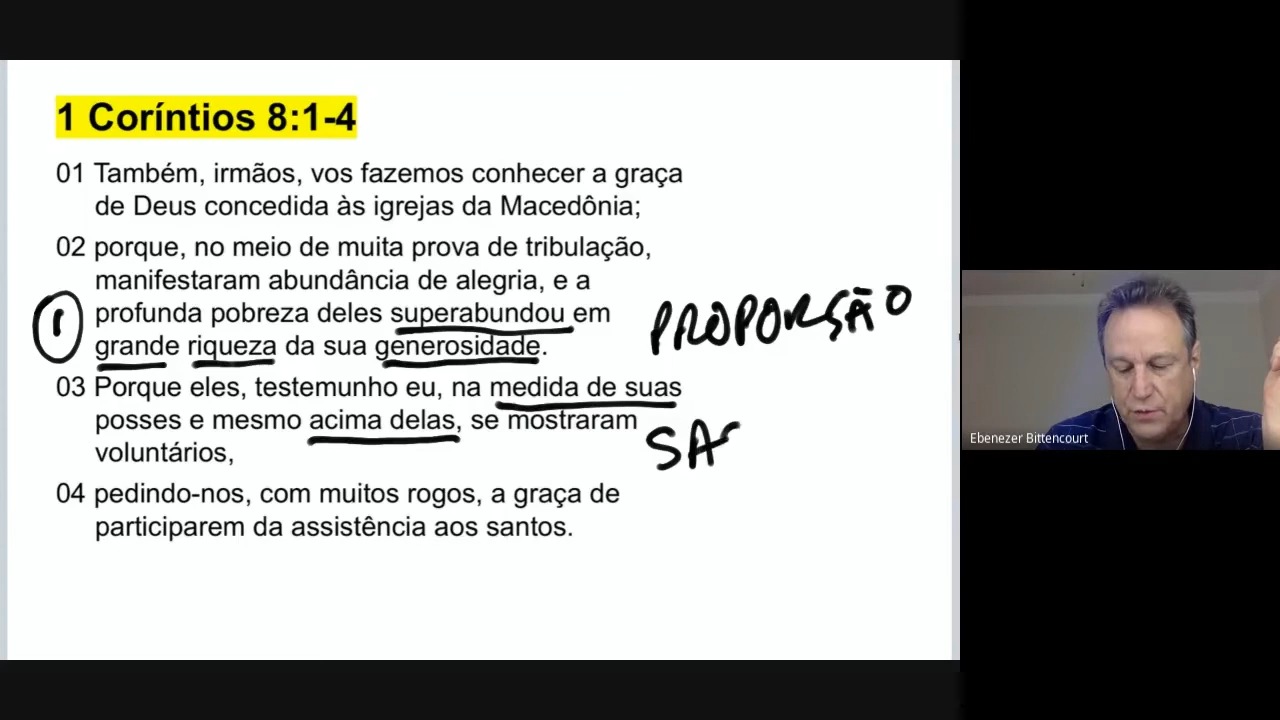 1 Coríntios 8:1-4
01 Também, irmãos, vos fazemos conhecer a graça
de Deus concedida às igrejas da Macedônia;
02 porque, no meio de muita prova de tribulação,
manifestaram abundância de alegria, e a
profunda pobreza deles superabundou em
1
PROPORÇÃO
grande riqueza da sua generosidade.
03 Porque eles, testemunho eu, na medida de suas
posses e mesmo acima delas, se mostraram
SAC
voluntários,
04 pedindo-nos, com muitos rogos, a graça de
participarem da assistência aos santos.
Ebenezer Bittencourt